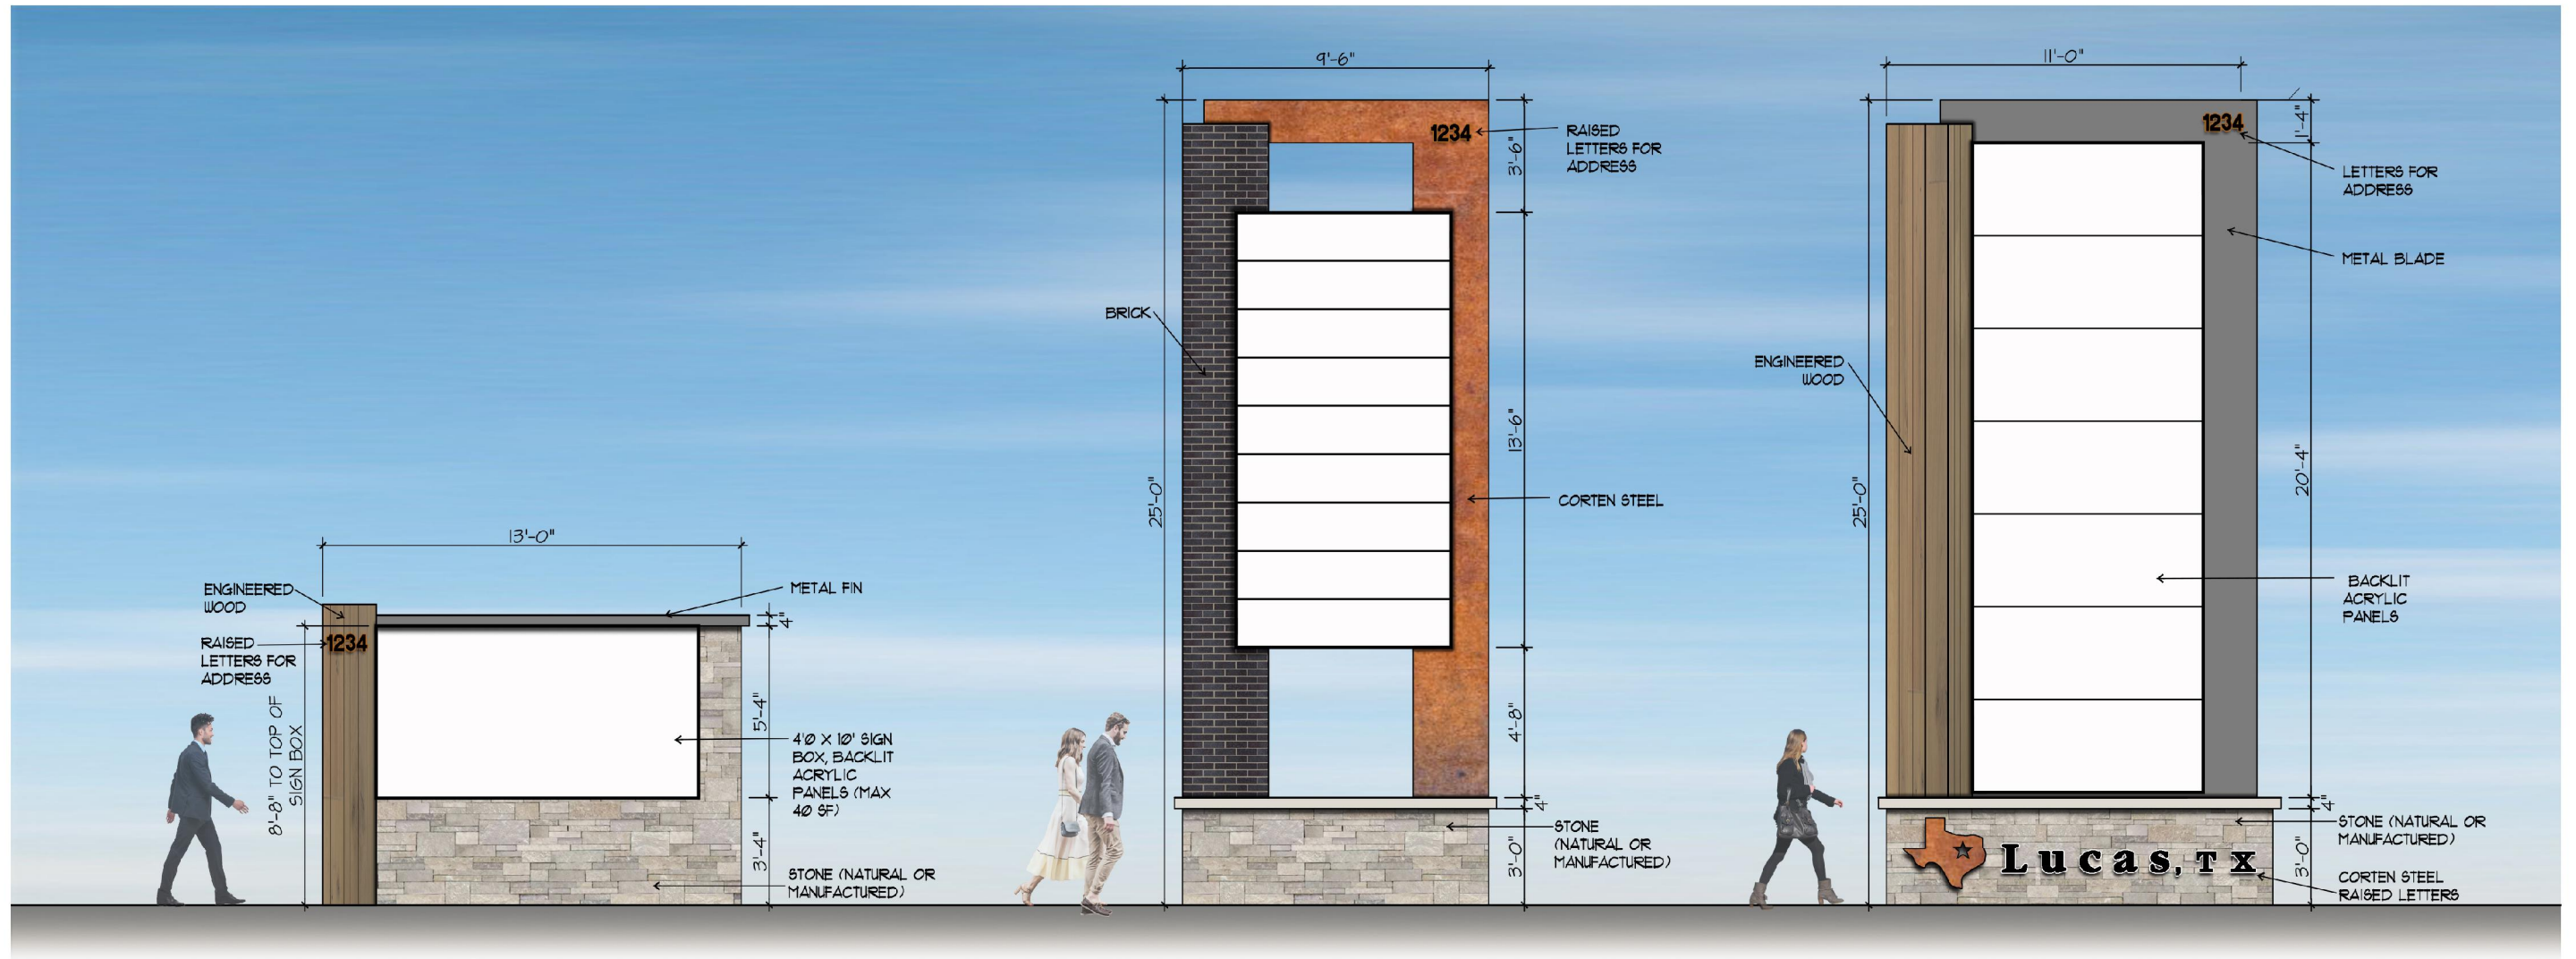 13'-0"
ENGINEERED
WOOD
METAL FIN
4"
RAISED
LETTERS FOR
ADDRESS
1234
8'-8" TO TOP OF
SIGN BOX
5'-4"
4'0 X 10' SIGN
BOX, BACKLIT
ACRYLIC
PANELS (MAX
40 SF)
3'-4"
STONE (NATURAL OR
MANUFACTURED)
9'-6"
1234
RAISED
LETTERS FOR
ADDRESS
3'-6"
BRICK
13'-6"
25'-0"
CORTEN STEEL
4'-8"
4"
STONE
(NATURAL OR
MANUFACTURED)
3'-0"
11'-0"
1234
1'-4"
LETTERS FOR
ADDRESS
METAL BLADE
ENGINEERED
WOOD
25'-0"
20'-4"
BACKLIT
ACRYLIC
PANELS
4"
STONE (NATURAL OR
MANUFACTURED)
Lucas, TX
3'-0"
CORTEN STEEL
RAISED LETTERS